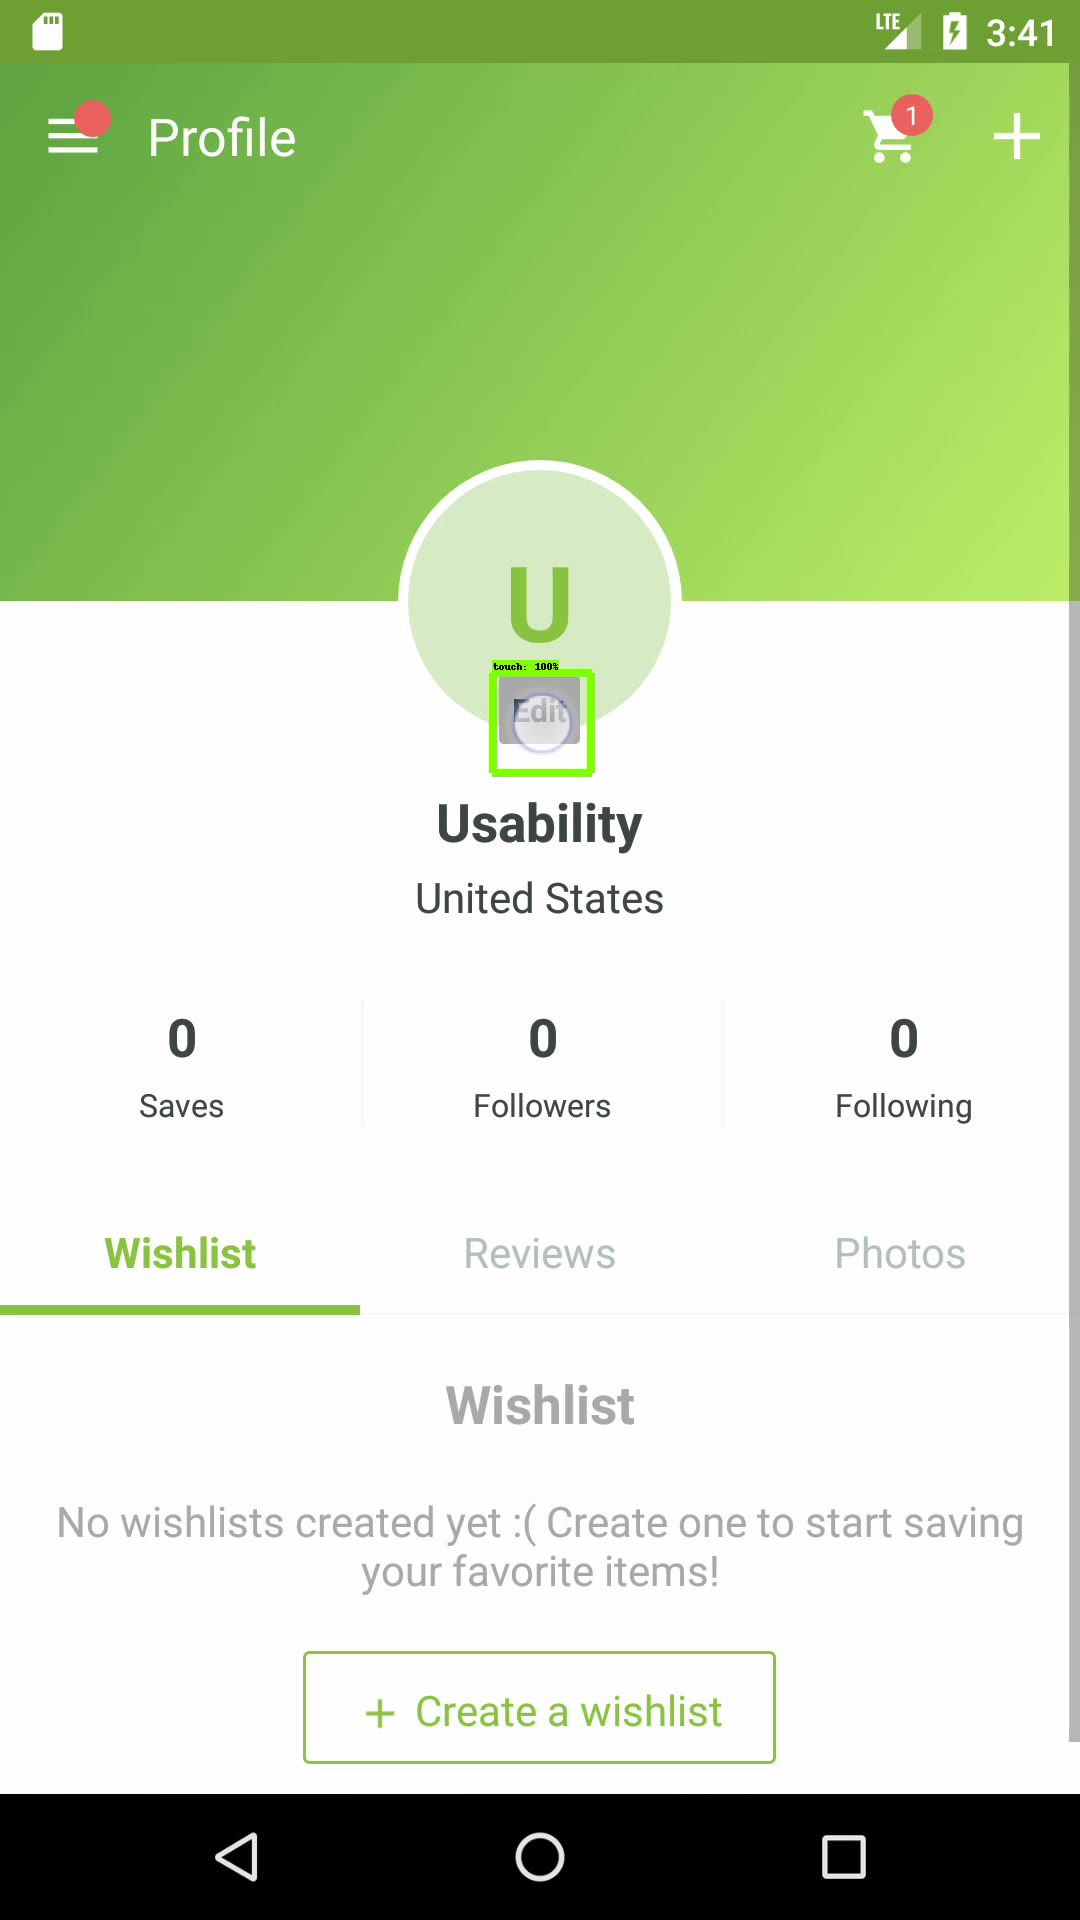 LTE 3:41
Profile
1
U
touch: 100%
Edit
Usability
United States
0 0 0
Saves Followers Following
Wishlist Reviews Photos
Wishlist
No wishlists created yet :( Create one to start saving
your favorite items!
+ Create a wishlist